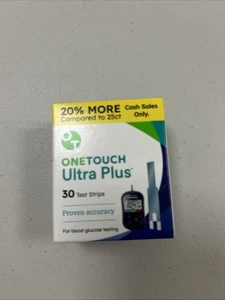 20% MORE
Compared to 25ct
Cash Sales
Only.
ONETOUCH
Ultra Plus
30 Test Strips
Proven accuracy
For blood glucose testing